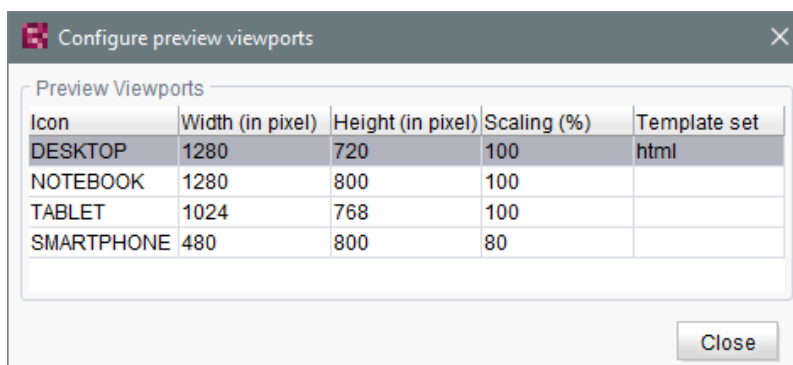 Configure preview viewports
Preview Viewports
Icon Width (in pixel) Height (in pixel) Scaling (%) Template set
DESKTOP 1280 720 100 html
NOTEBOOK 1280 800 100
TABLET 1024 768 100
SMARTPHONE 480 800 80
Close